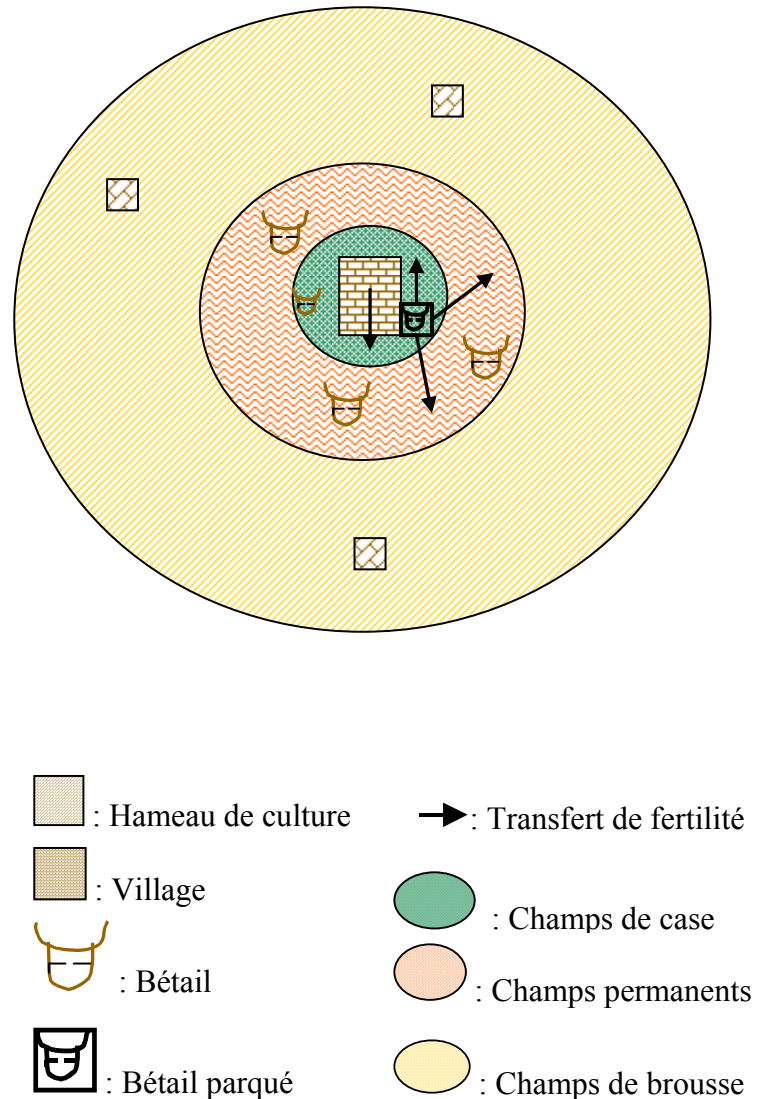 : Hameau de culture
: Transfert de fertilité
: Village
: Champs de case
: Bétail
: Champs permanents
: Bétail parqué
: Champs de brousse